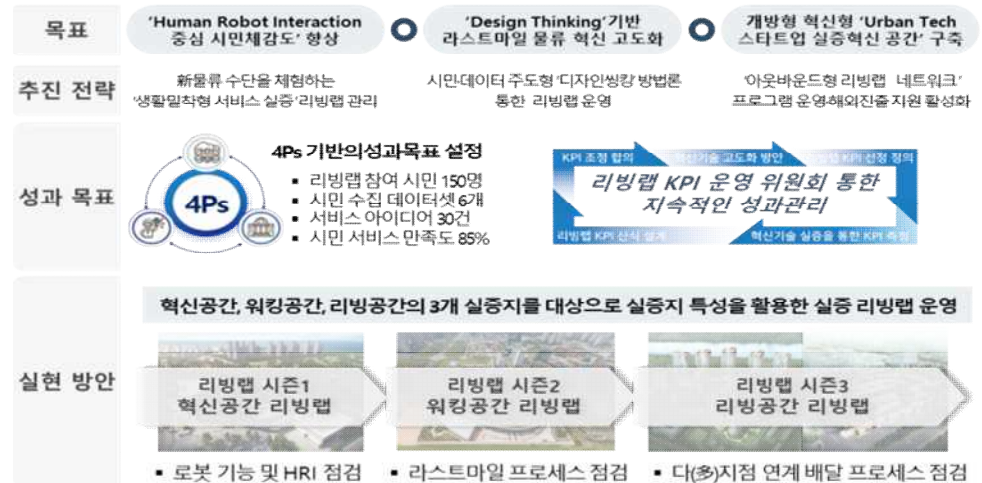 목표
'Human Robot Interaction
중심 시민체감도' 향상
'Design Thinking'기반
라스트마일 물류 혁신 고도화
개방형 혁신형 'Urban Tech
스타트업 실증혁신 공간' 구축
추진 전략
新물류 수단을 체험하는
'생활밀착형 서비스 실증'리빙랩 관리
시민·데이터 주도형 '디자인씽킹' 방법론
통한 리빙랩 운영
'아웃바운드형 리빙랩 네트워크'
프로그램 운영·해외진출 지원 활성화
성과 목표
4Ps
4Ps 기반의성과목표 설정
▪ 리빙랩 참여 시민 150명
▪ 시민 수집 데이터셋 6개
▪ 서비스 아이디어 30건
▪ 시민 서비스 만족도 85%
KPI 조정 합의
혁신기술 고도화 방안
리빙랩 KPI 선정 정의
리빙랩 KPI 운영 위원회 통한
지속적인 성과관리
리빙랩 KPI 산식 설계
혁신기술 실증을 통한 KPI 측정
실현 방안
혁신공간, 워킹공간, 리빙공간의 3개 실증지를 대상으로 실증지 특성을 활용한 실증 리빙랩 운영
리빙랩 시즌1
혁신공간 리빙랩
리빙랩 시즌2
워킹공간 리빙랩
리빙랩 시즌3
리빙공간 리빙랩
▪ 로봇 기능 및 HRI 점검
▪ 라스트마일 프로세스 점검
▪ 다(多)지점 연계 배달 프로세스 점검